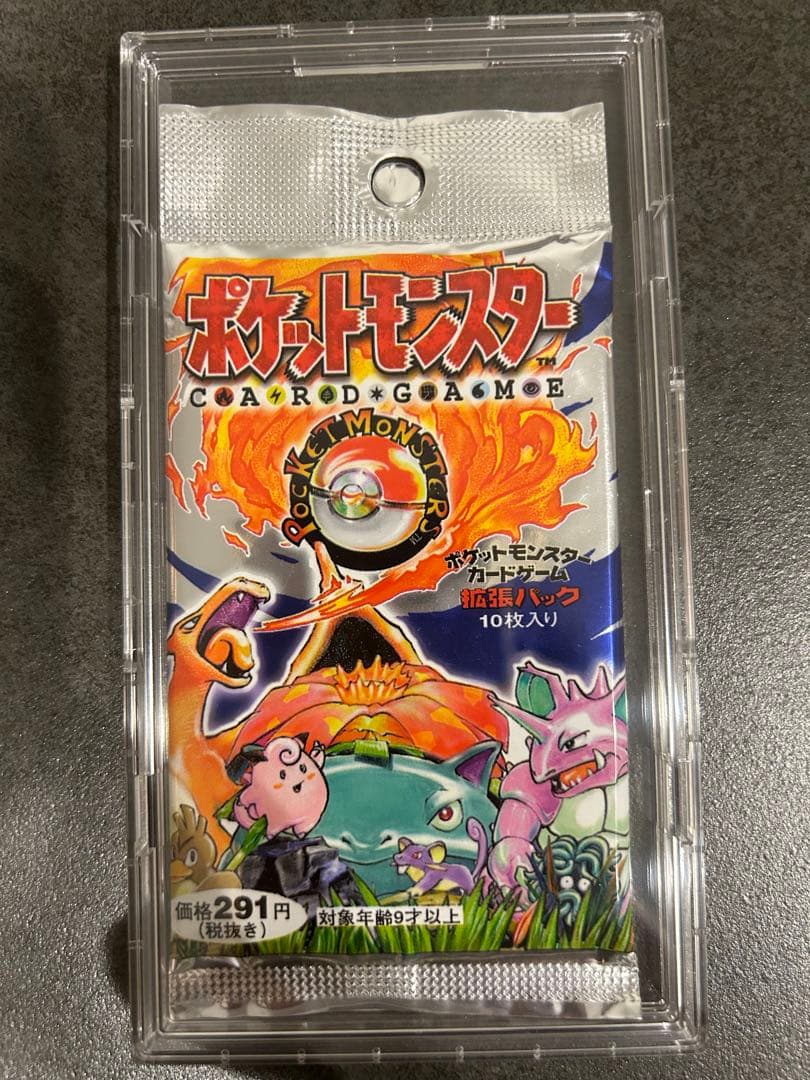 ポケットモンスター™
CARD GAME
POCKET MONSTERS TM
ポケットモンスター
カードゲーム
拡張パック
10枚入り
価格291円
(税抜き)
対象年齢9才以上